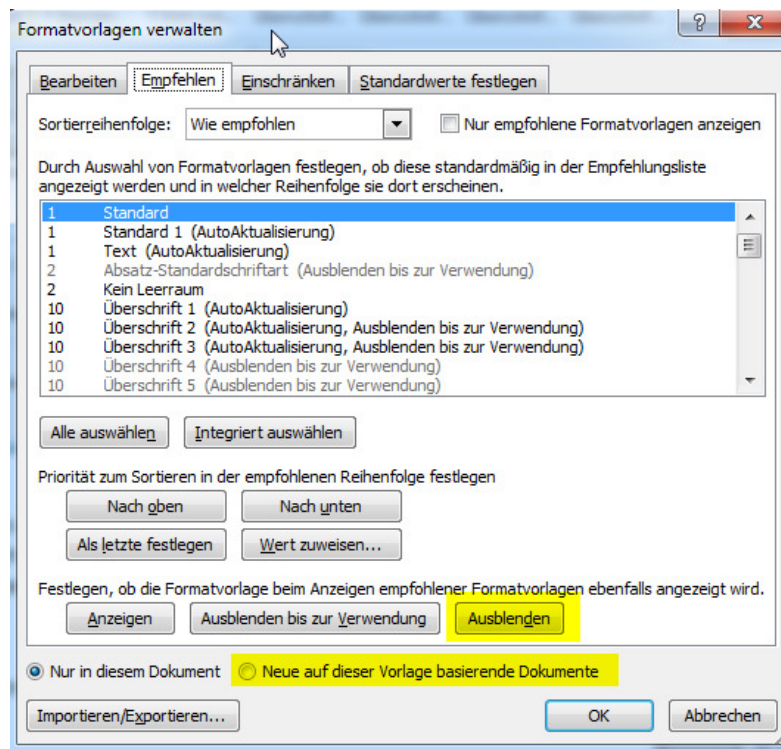 Formatvorlagen verwalten
?
Bearbeiten Empfehlen Einschränken Standardwerte festlegen
Sortierreihenfolge: Wie empfohlen Nur empfohlene Formatvorlagen anzeigen
Durch Auswahl von Formatvorlagen festlegen, ob diese standardmäßig in der Empfehlungsliste
angezeigt werden und in welcher Reihenfolge sie dort erscheinen.
1 Standard
1 Standard 1 (AutoAktualisierung)
1 Text (AutoAktualisierung)
2 Absatz-Standardschriftart (Ausblenden bis zur Verwendung)
2 Kein Leerraum
10 Überschrift 1 (AutoAktualisierung)
10 Überschrift 2 (AutoAktualisierung, Ausblenden bis zur Verwendung)
10 Überschrift 3 (AutoAktualisierung, Ausblenden bis zur Verwendung)
10 Überschrift 4 (Ausblenden bis zur Verwendung)
10 Überschrift 5 (Ausblenden bis zur Verwendung)
Alle auswählen Integriert auswählen
Priorität zum Sortieren in der empfohlenen Reihenfolge festlegen
Nach oben Nach unten
Als letzte festlegen Wert zuweisen...
Festlegen, ob die Formatvorlage beim Anzeigen empfohlener Formatvorlagen ebenfalls angezeigt wird.
Anzeigen Ausblenden bis zur Verwendung Ausblenden
Nur in diesem Dokument Neue auf dieser Vorlage basierende Dokumente
Importieren/Exportieren... OK Abbrechen